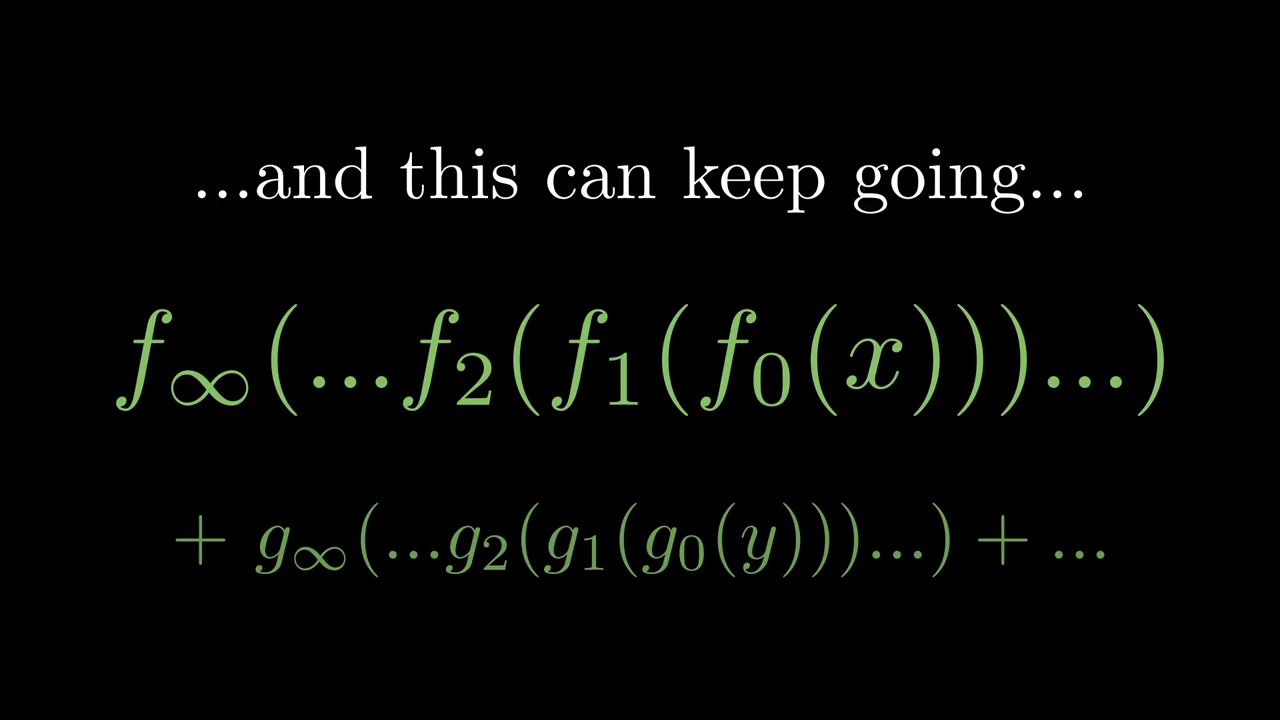 ...and this can keep going...
f∞(...f₂(f₁(f₀(x)))...)
+ g∞(...g₂(g₁(g₀(y)))...) + ...